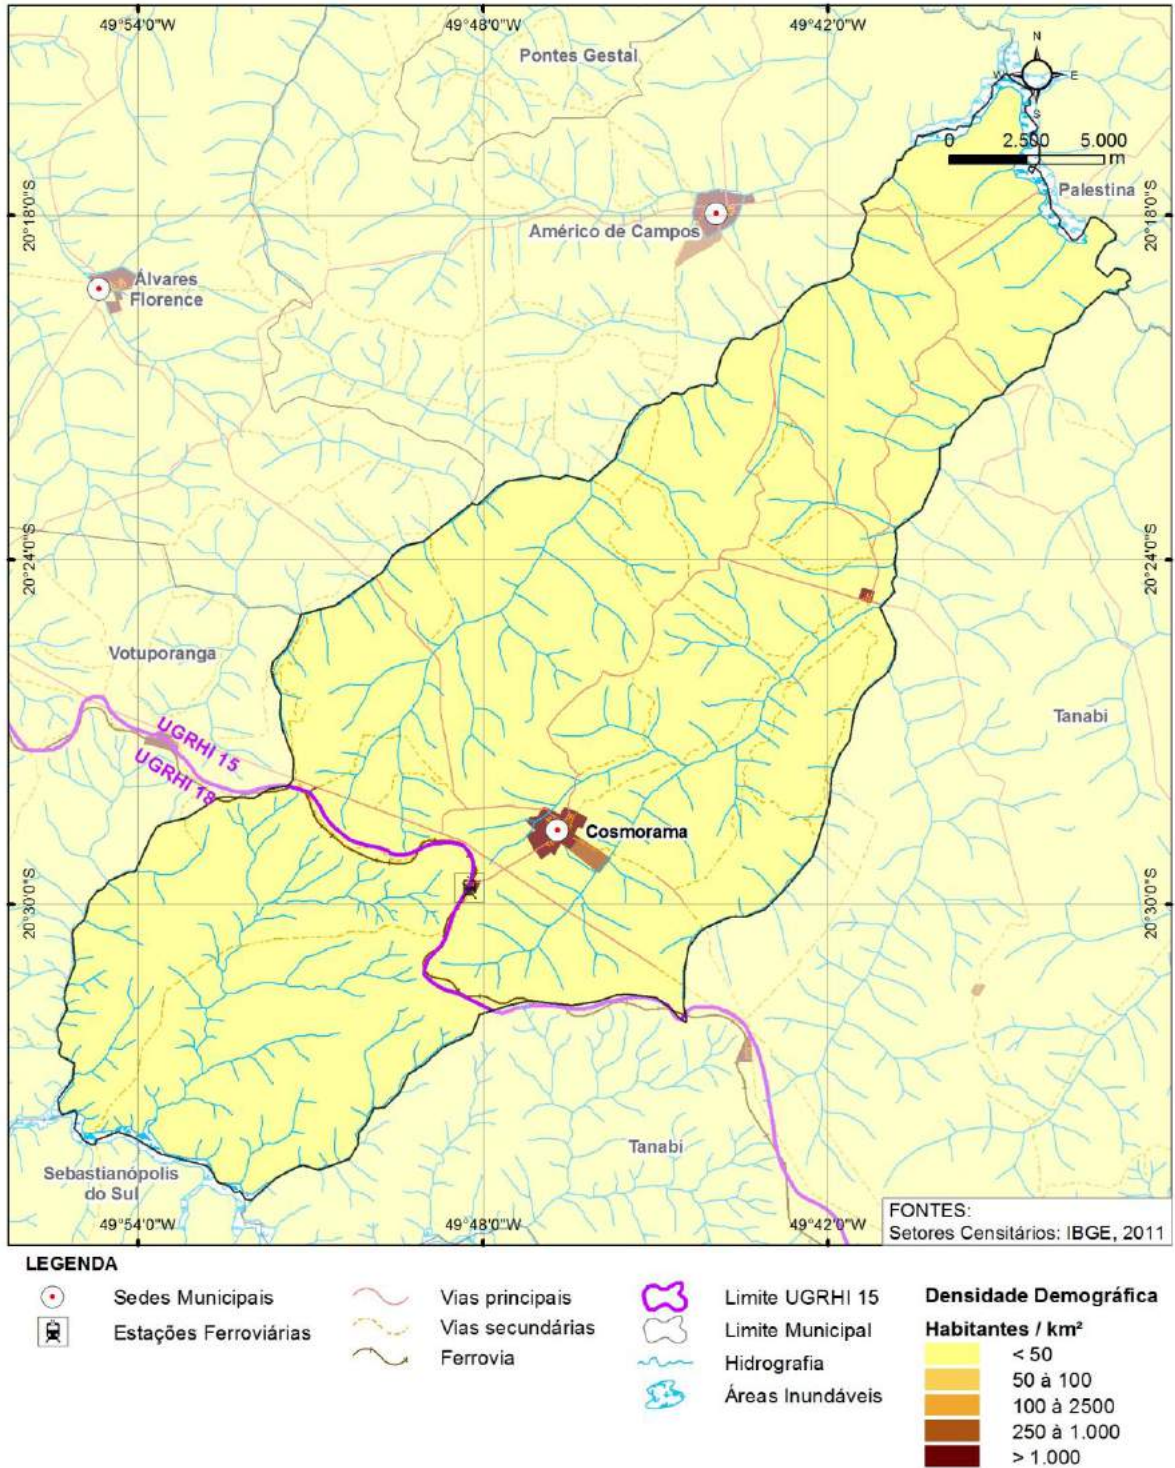 49°54'0"W
49°48'0"W
49°42'0"W
Pontes Gestal
N
W
E
S
0 2.500 5.000
m
Palestina
20°18'0"S
20°18'0"S
Américo de Campos
Álvares
Florence
20°24'0"S
20°24'0"S
Votuporanga
Tanabi
UGRHI 15
UGRHI 18
Cosmorama
20°30'0"S
20°30'0"S
Tanabi
Sebastianópolis
do Sul
49°54'0"W
49°48'0"W
49°42'0"W
FONTES:
Setores Censitários: IBGE, 2011
LEGENDA
Sedes Municipais
Estações Ferroviárias
Vias principais
Vias secundárias
Ferrovia
Limite UGRHI 15
Limite Municipal
Hidrografia
Áreas Inundáveis
Densidade Demográfica
Habitantes / km²
< 50
50 à 100
100 à 2500
250 à 1.000
> 1.000